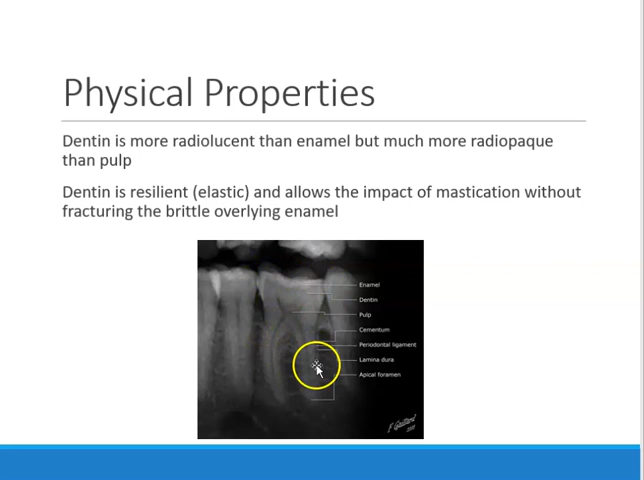 Physical Properties
Dentin is more radiolucent than enamel but much more radiopaque
than pulp
Dentin is resilient (elastic) and allows the impact of mastication without
fracturing the brittle overlying enamel
Enamel
Dentin
Pulp
Cementum
Periodontal ligament
Lamina dura
Apical foramen
F Gaillard